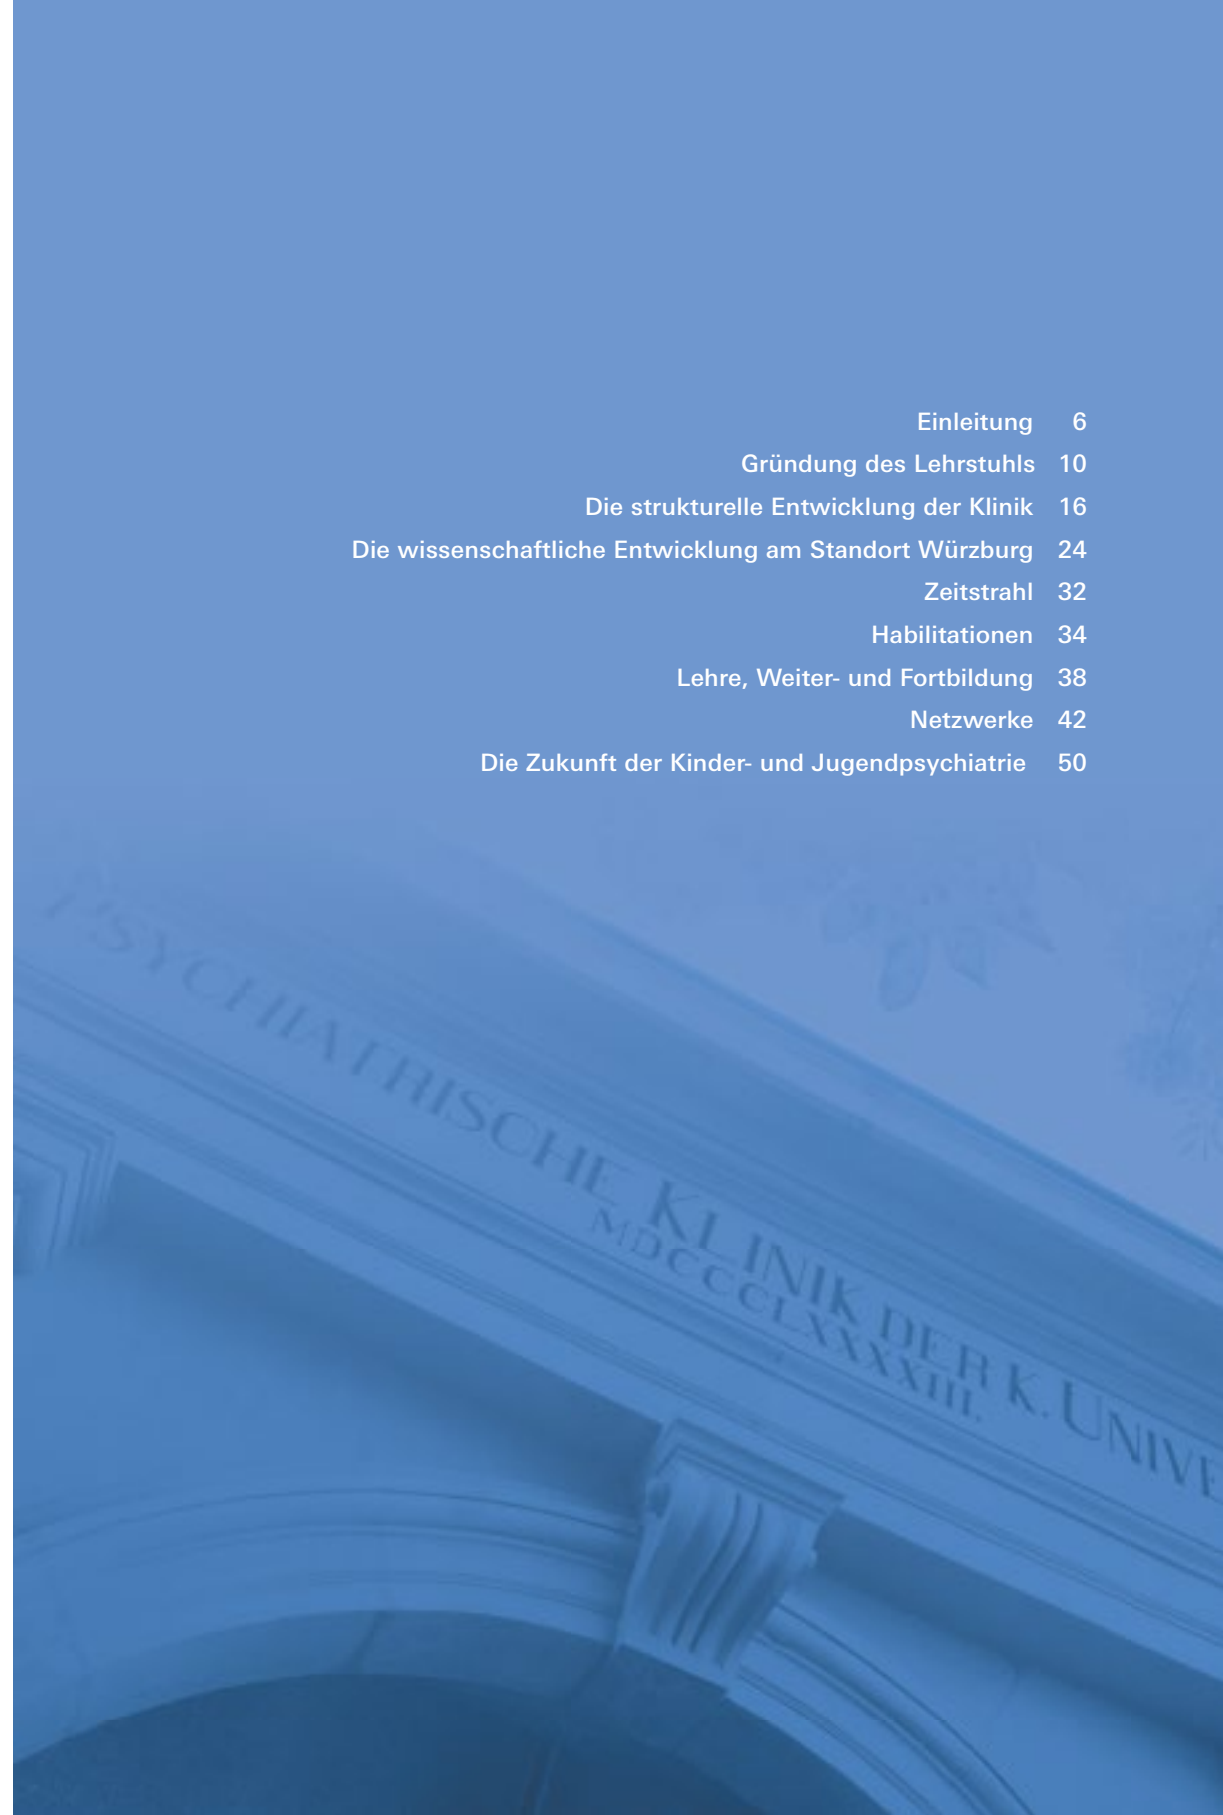 Einleitung 6
Gründung des Lehrstuhls 10
Die strukturelle Entwicklung der Klinik 16
Die wissenschaftliche Entwicklung am Standort Würzburg 24
Zeitstrahl 32
Habilitationen 34
Lehre, Weiter- und Fortbildung 38
Netzwerke 42
Die Zukunft der Kinder- und Jugendpsychiatrie 50
PSYCHIATRISCHE KLINIK DER K. UNIVE
MDCCCLXXXXIII.